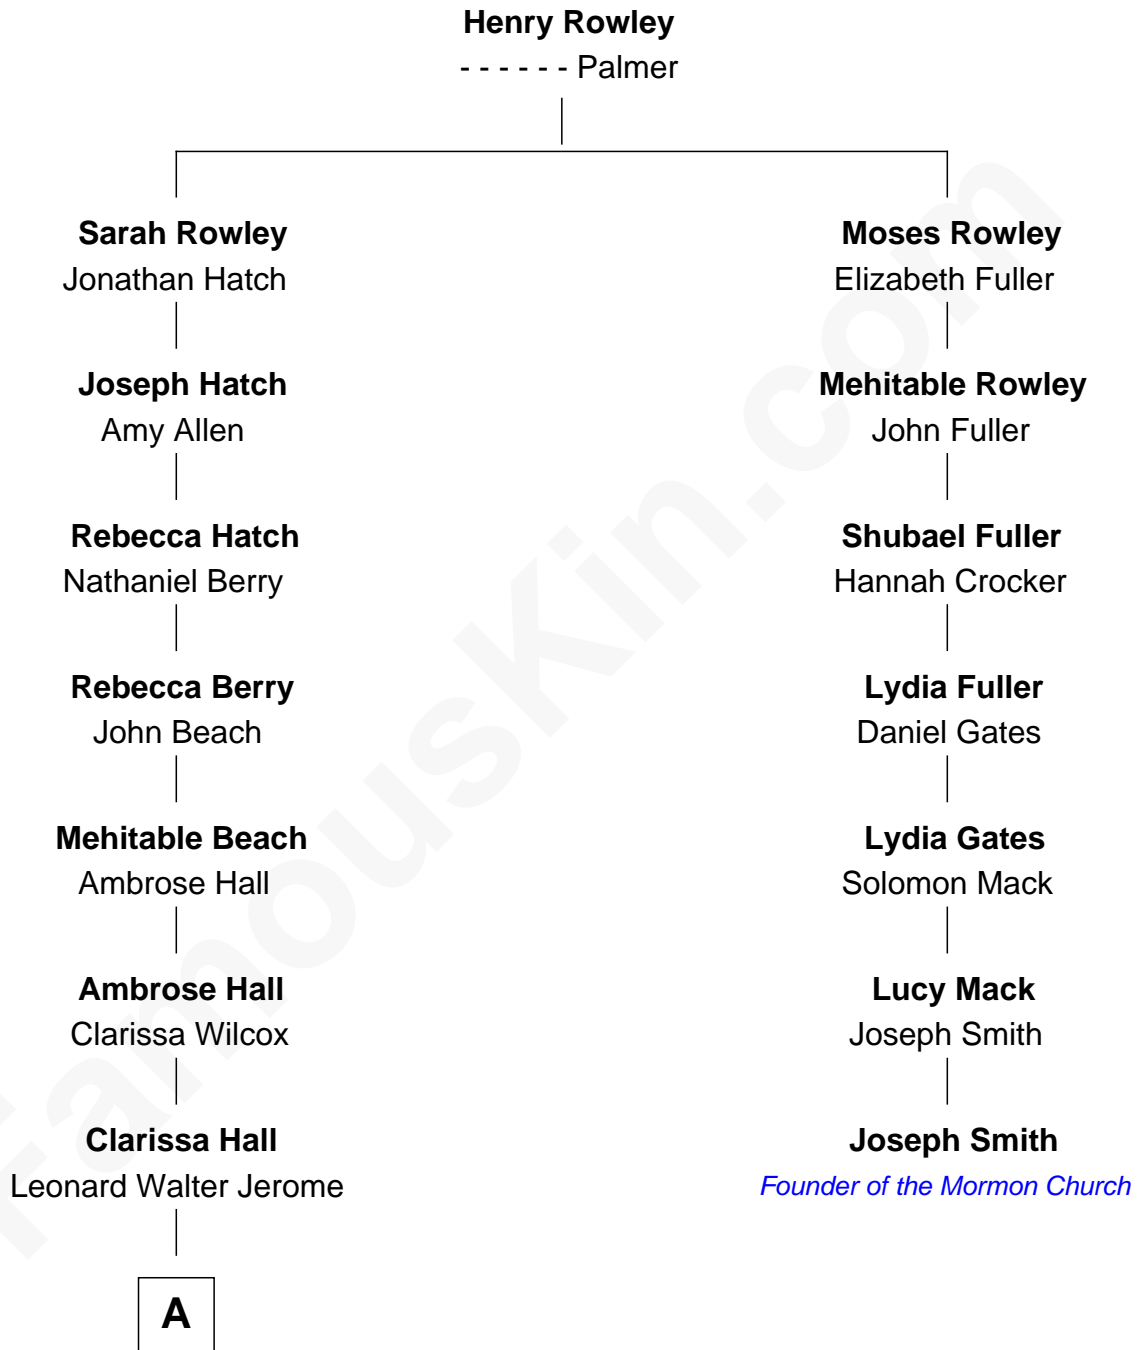 Henry Rowley
- - - - - - Palmer
Sarah Rowley
Jonathan Hatch
Moses Rowley
Elizabeth Fuller
Joseph Hatch
Amy Allen
Mehitable Rowley
John Fuller
Rebecca Hatch
Nathaniel Berry
Shubael Fuller
Hannah Crocker
Rebecca Berry
John Beach
Lydia Fuller
Daniel Gates
Mehitable Beach
Ambrose Hall
Lydia Gates
Solomon Mack
Ambrose Hall
Clarissa Wilcox
Lucy Mack
Joseph Smith
Clarissa Hall
Leonard Walter Jerome
Joseph Smith
Founder of the Mormon Church
A
FamousKin.com